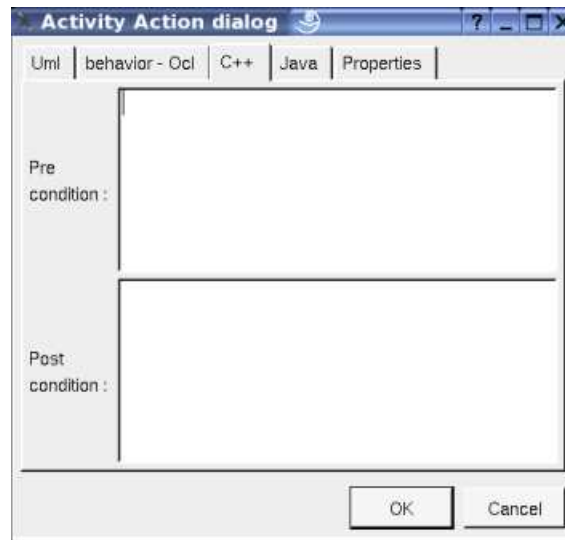 Activity Action dialog
Uml behavior - Ocl C++ Java Properties
Pre
condition :
Post
condition :
OK Cancel